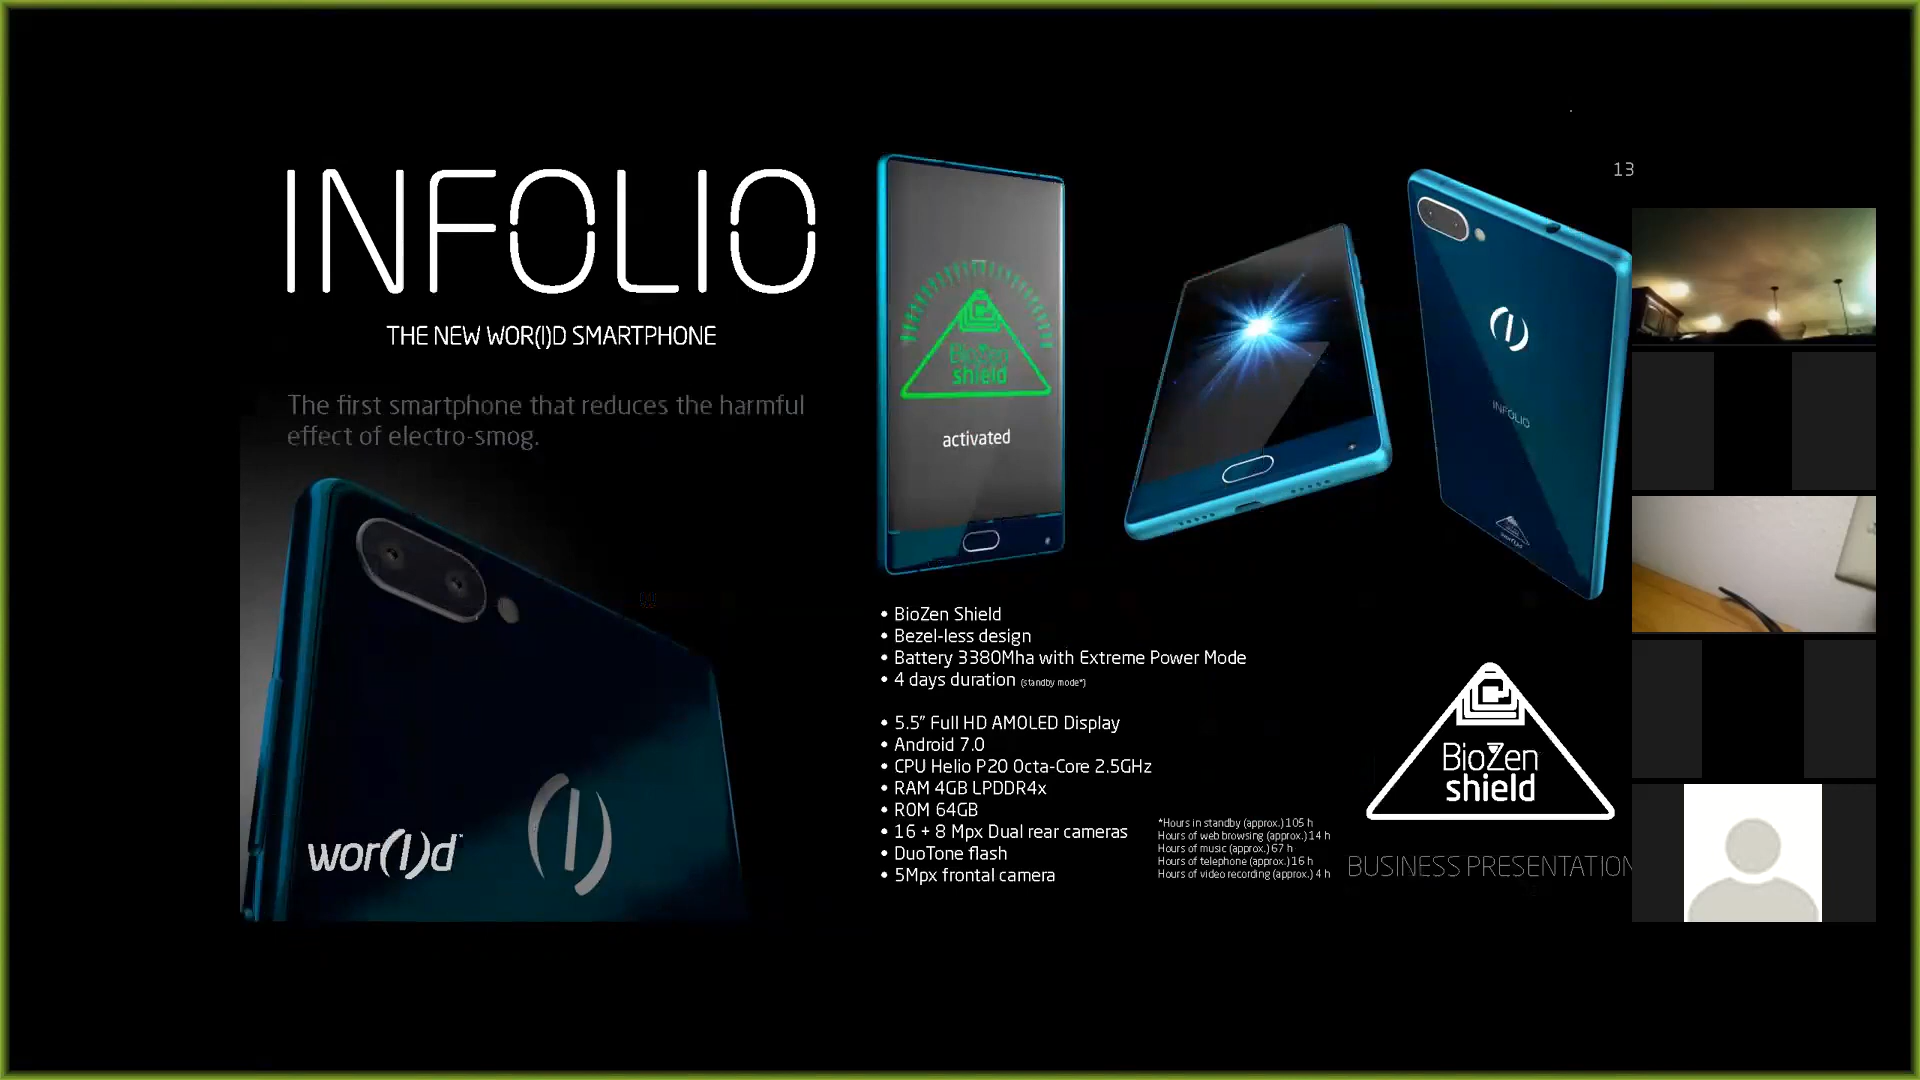 13
INFOLIO
THE NEW WOR(I)D SMARTPHONE
The first smartphone that reduces the harmful
effect of electro-smog.
wor(I)d™
BioZen
shield
activated
INFOLIO
• BioZen Shield
• Bezel-less design
• Battery 3380Mha with Extreme Power Mode
• 4 days duration (standby mode*)
• 5.5" Full HD AMOLED Display
• Android 7.0
• CPU Helio P20 Octa-Core 2.5GHz
• RAM 4GB LPDDR4x
• ROM 64GB
• 16 + 8 Mpx Dual rear cameras
• DuoTone flash
• 5Mpx frontal camera
*Hours in standby (approx.) 105 h
Hours of web browsing (approx.) 14 h
Hours of music (approx.) 67 h
Hours of telephone (approx.) 16 h
Hours of video recording (approx.) 4 h
BioZen
shield
BUSINESS PRESENTATION